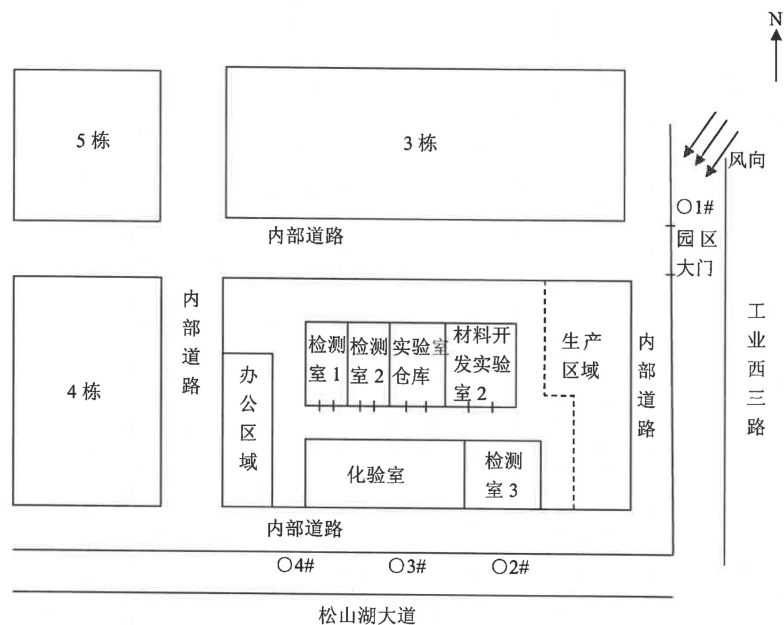 N
风向
5 栋
3 栋
○1#
内部道路
园区
大门
内部道路
4 栋
检测
室 1
检测
室 2
实验室
仓库
材料开
发实验
室 2
生产
区域
内部道路
工业西三路
办公区域
化验室
检测
室 3
内部道路
○4#
○3#
○2#
松山湖大道